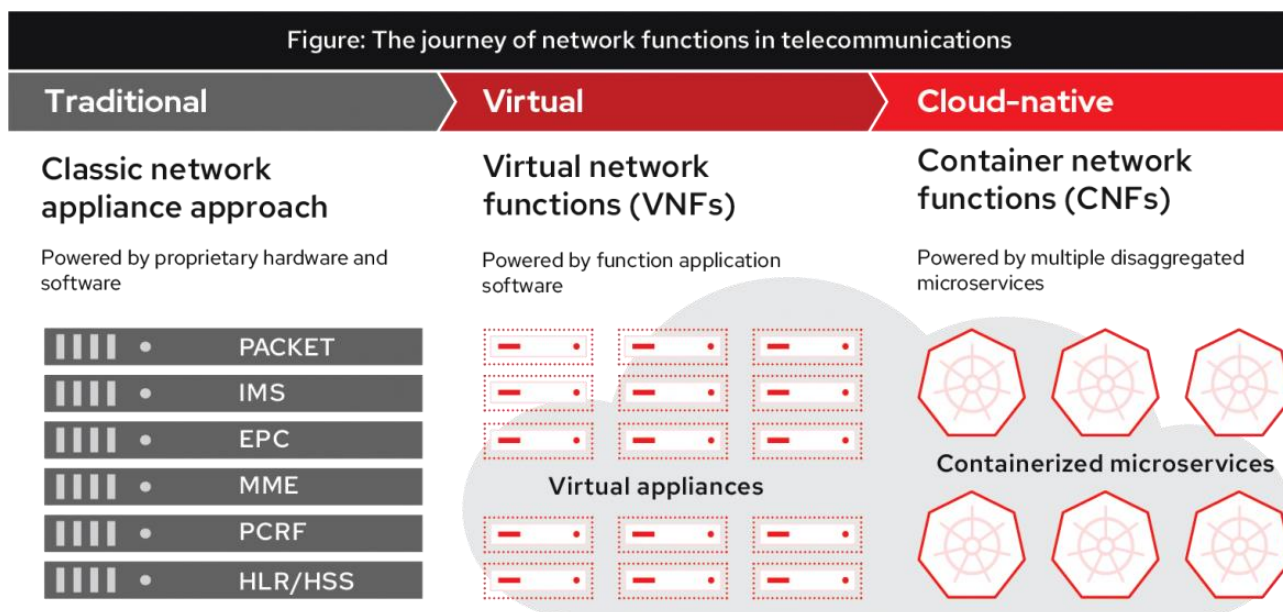 Figure: The journey of network functions in telecommunications
Traditional
Virtual
Cloud-native
Classic network
appliance approach
Powered by proprietary hardware and
software
PACKET
IMS
EPC
MME
PCRF
HLR/HSS
Virtual network
functions (VNFs)
Powered by function application
software
Virtual appliances
Container network
functions (CNFs)
Powered by multiple disaggregated
microservices
Containerized microservices